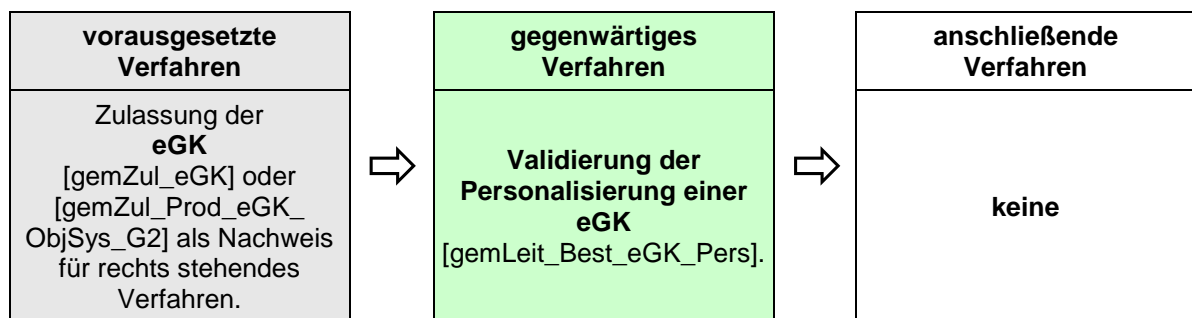 vorausgesetzte
Verfahren
Zulassung der
eGK
[gemZul_eGK] oder
[gemZul_Prod_eGK_
ObjSys_G2] als Nachweis
für rechts stehendes
Verfahren.
gegenwärtiges
Verfahren
Validierung der
Personalisierung einer
eGK
[gemLeit_Best_eGK_Pers].
anschließende
Verfahren
keine